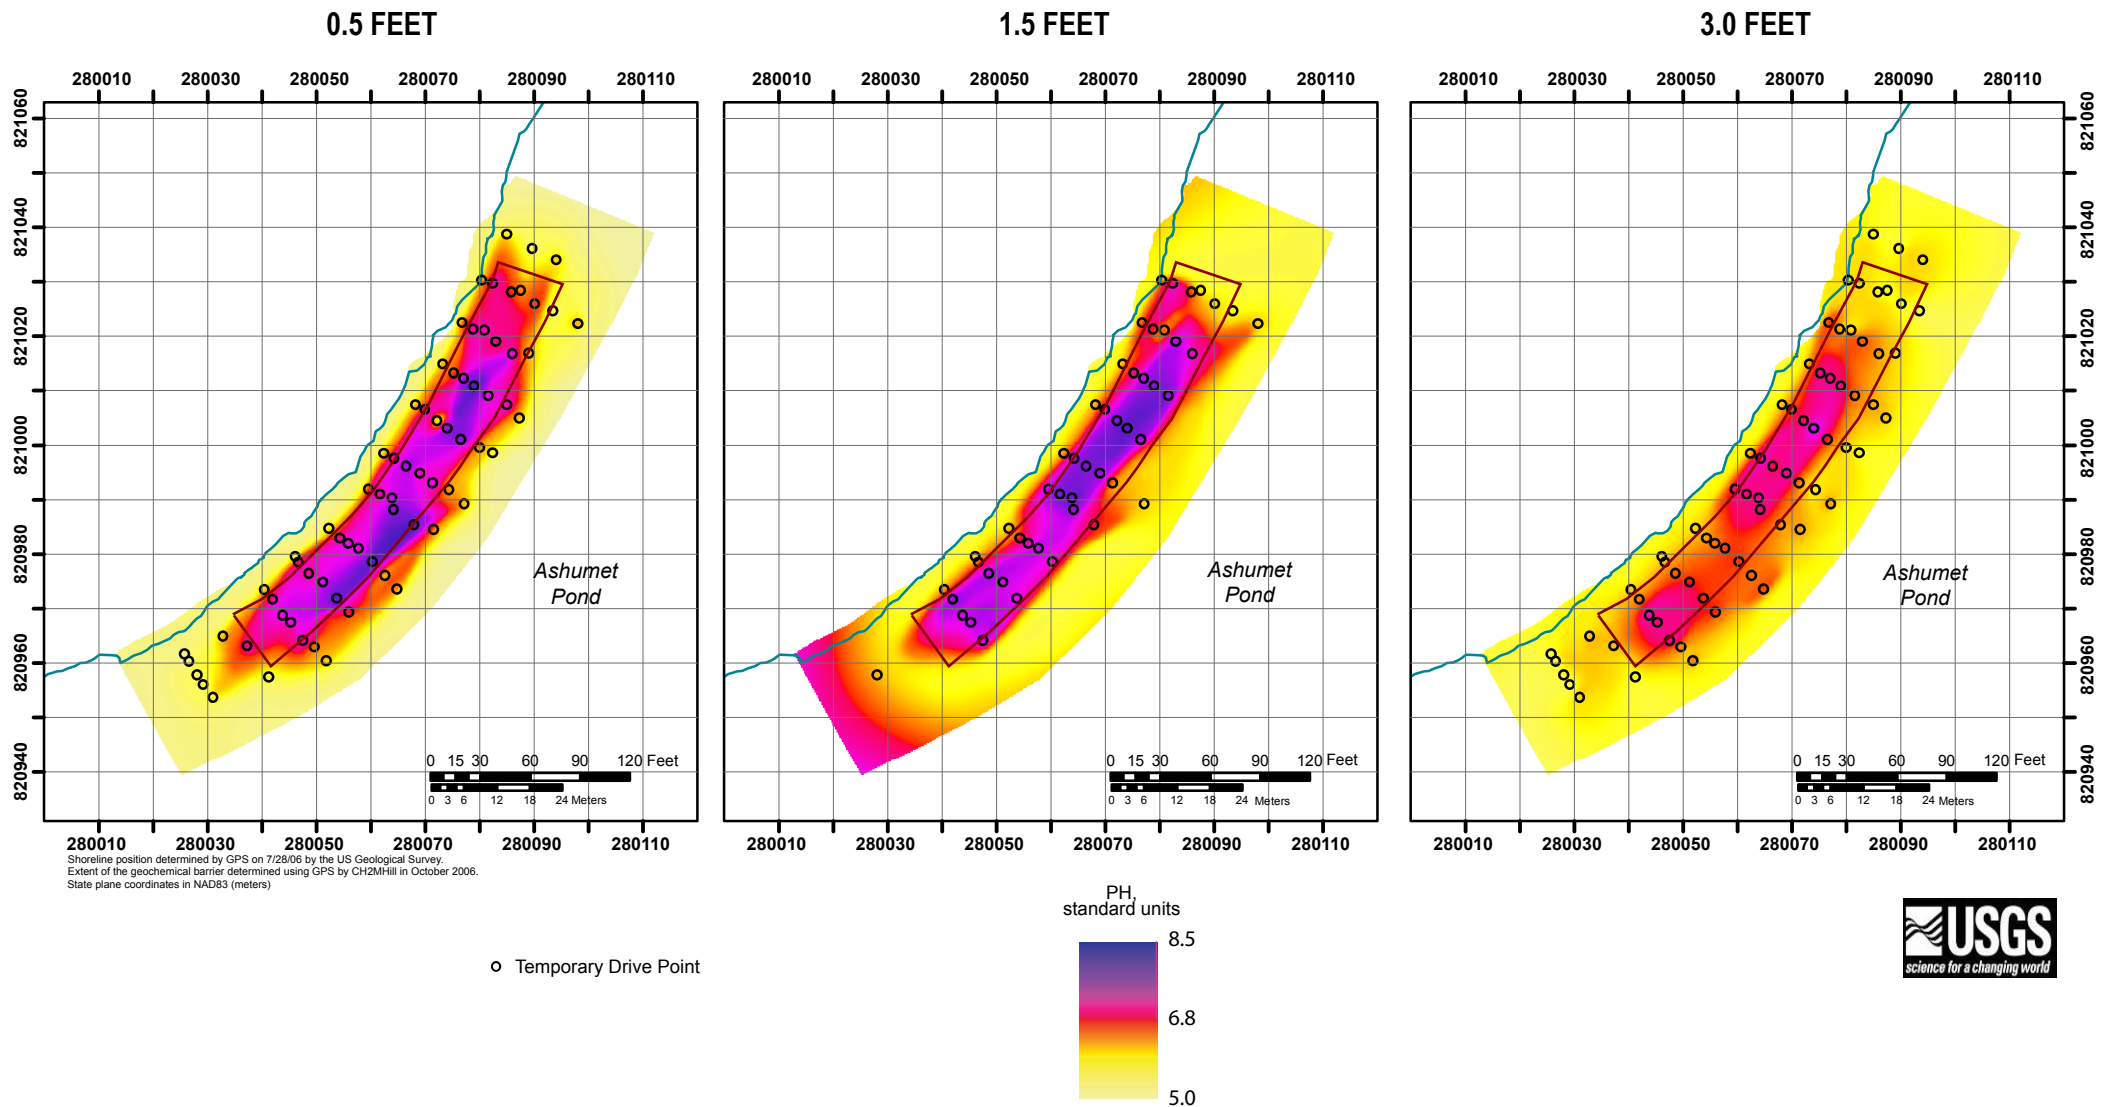 0.5 FEET
1.5 FEET
3.0 FEET
280010 280030 280050 280070 280090 280110
280010 280030 280050 280070 280090 280110
280010 280030 280050 280070 280090 280110
821060
821040
821020
821000
820980
820960
820940
821060
821040
821020
821000
820980
820960
820940
Ashumet
Pond
Ashumet
Pond
Ashumet
Pond
0 15 30 60 90 120 Feet
0 3 6 12 18 24 Meters
0 15 30 60 90 120 Feet
0 3 6 12 18 24 Meters
0 15 30 60 90 120 Feet
0 3 6 12 18 24 Meters
280010 280030 280050 280070 280090 280110
280010 280030 280050 280070 280090 280110
280010 280030 280050 280070 280090 280110
Shoreline position determined by GPS on 7/28/06 by the US Geological Survey.
Extent of the geochemical barrier determined using GPS by CH2MHill in October 2006.
State plane coordinates in NAD83 (meters)
Temporary Drive Point
PH,
standard units
8.5
6.8
5.0
USGS
science for a changing world